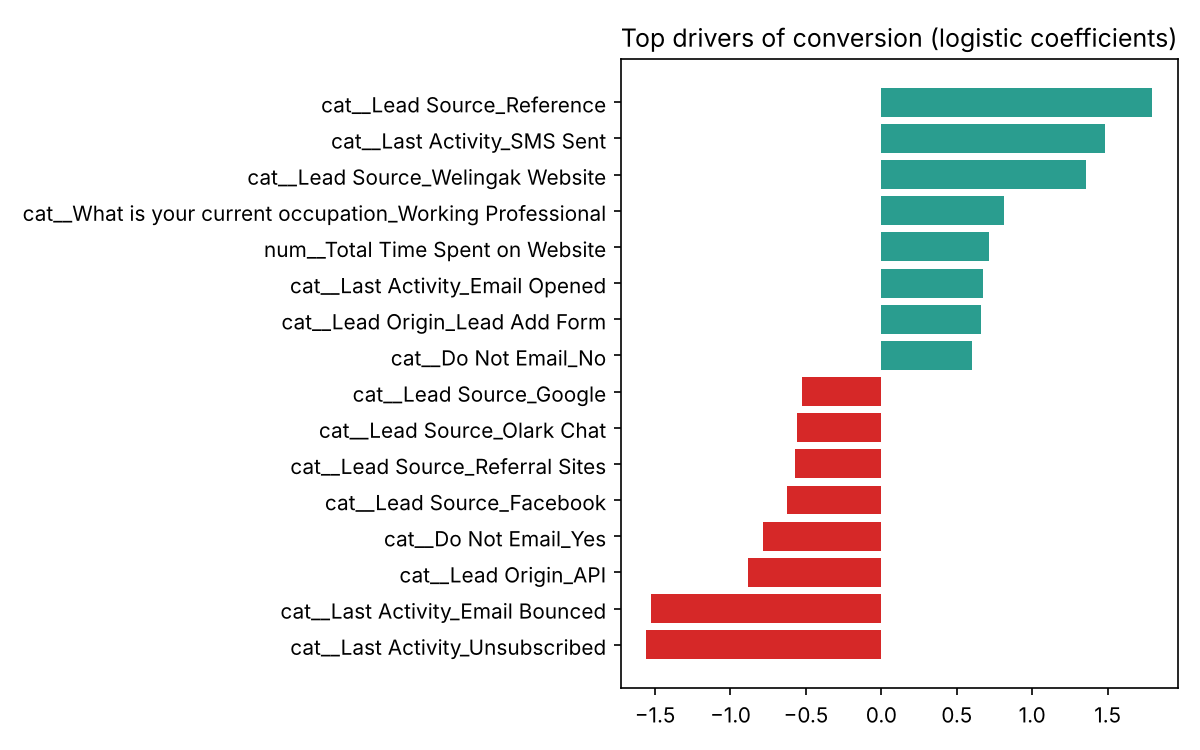 Top drivers of conversion (logistic coefficients)
cat__Lead Source_Reference
cat__Last Activity_SMS Sent
cat__Lead Source_Welingak Website
cat__What is your current occupation_Working Professional
num__Total Time Spent on Website
cat__Last Activity_Email Opened
cat__Lead Origin_Lead Add Form
cat__Do Not Email_No
cat__Lead Source_Google
cat__Lead Source_Olark Chat
cat__Lead Source_Referral Sites
cat__Lead Source_Facebook
cat__Do Not Email_Yes
cat__Lead Origin_API
cat__Last Activity_Email Bounced
cat__Last Activity_Unsubscribed
−1.5 −1.0 −0.5 0.0 0.5 1.0 1.5